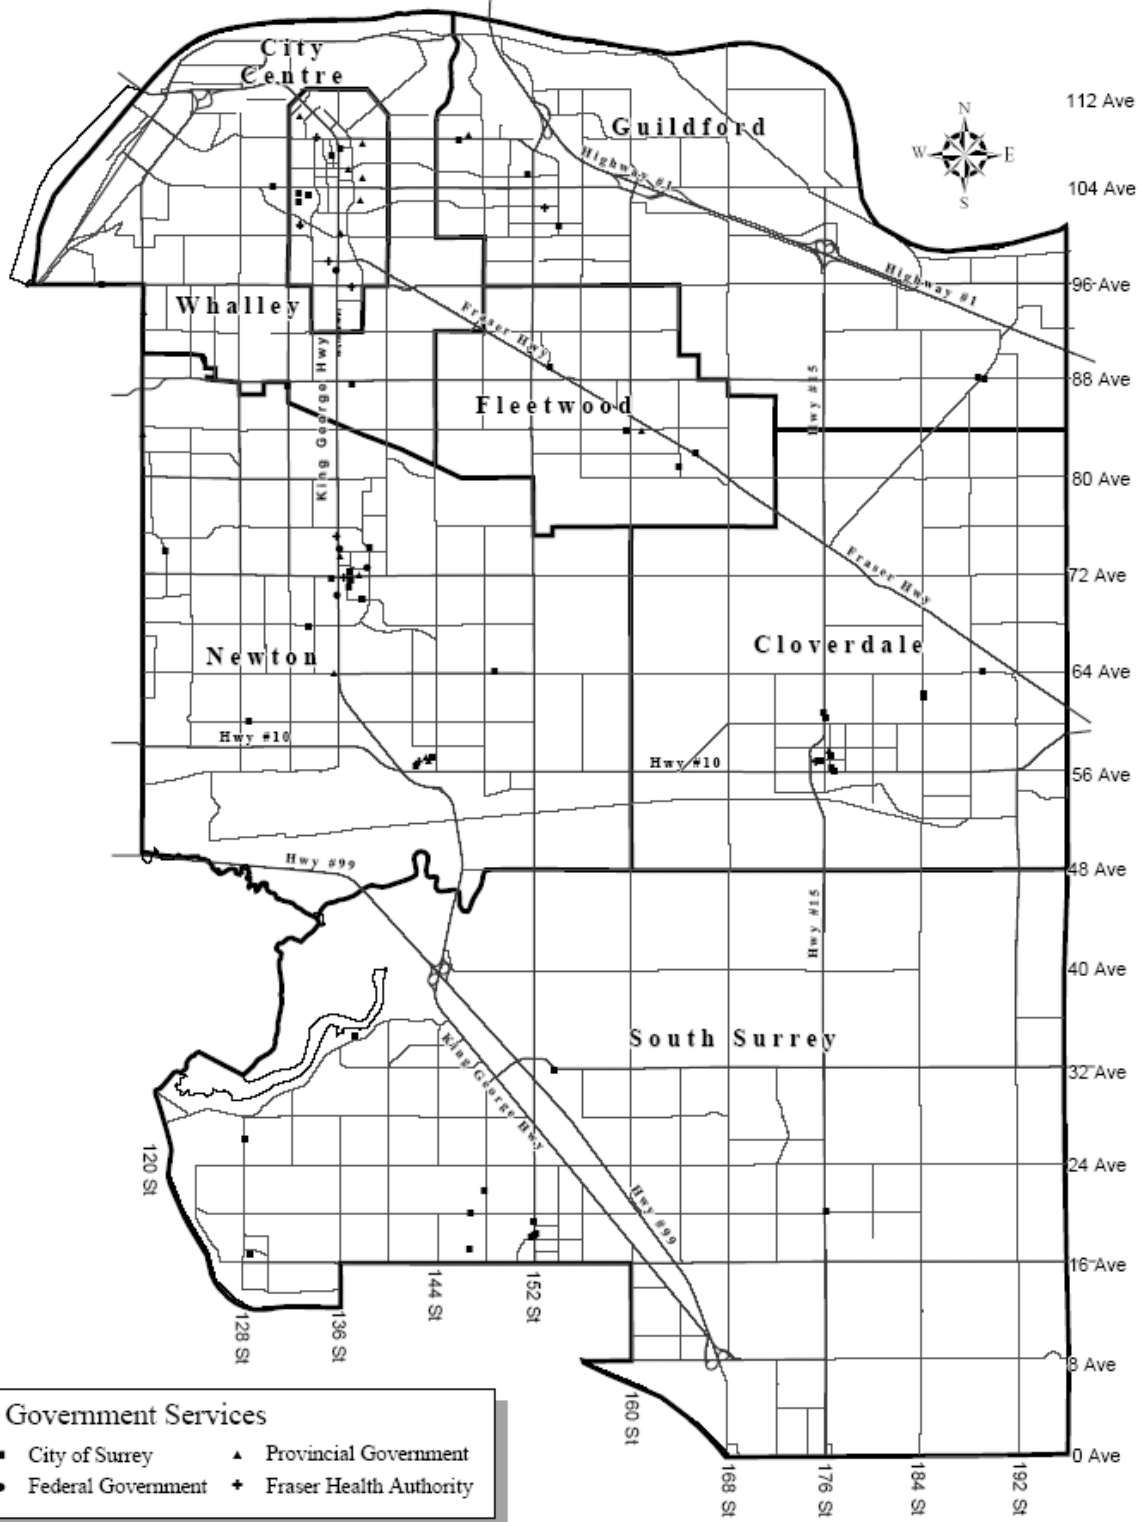 City
Centre
112 Ave
Guildford
N
W
E
S
Highway #1
104 Ave
Highway #1
96 Ave
Whalley
Fraser Hwy
King George Hwy
Hwy #15
88 Ave
Fleetwood
80 Ave
Fraser Hwy
72 Ave
Newton
Cloverdale
64 Ave
Hwy #10
Hwy #10
56 Ave
Hwy #99
48 Ave
Hwy #15
40 Ave
South Surrey
King George Hwy
32 Ave
120 St
24 Ave
Hwy #99
16 Ave
128 St
136 St
144 St
152 St
8 Ave
160 St
0 Ave
168 St
176 St
184 St
192 St
Government Services
City of Surrey
Provincial Government
Federal Government
Fraser Health Authority